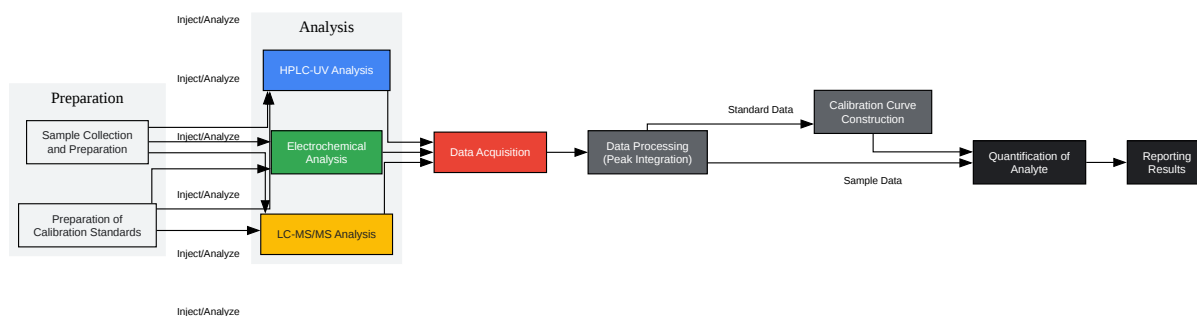 Inject/Analyze
Analysis
HPLC-UV Analysis
Inject/Analyze
Preparation
Sample Collection
and Preparation
Inject/Analyze
Electrochemical
Analysis
Data Acquisition
Data Processing
(Peak Integration)
Standard Data
Calibration Curve
Construction
Sample Data
Quantification of
Analyte
Reporting
Results
Inject/Analyze
Preparation of
Calibration Standards
LC-MS/MS Analysis
Inject/Analyze
Inject/Analyze